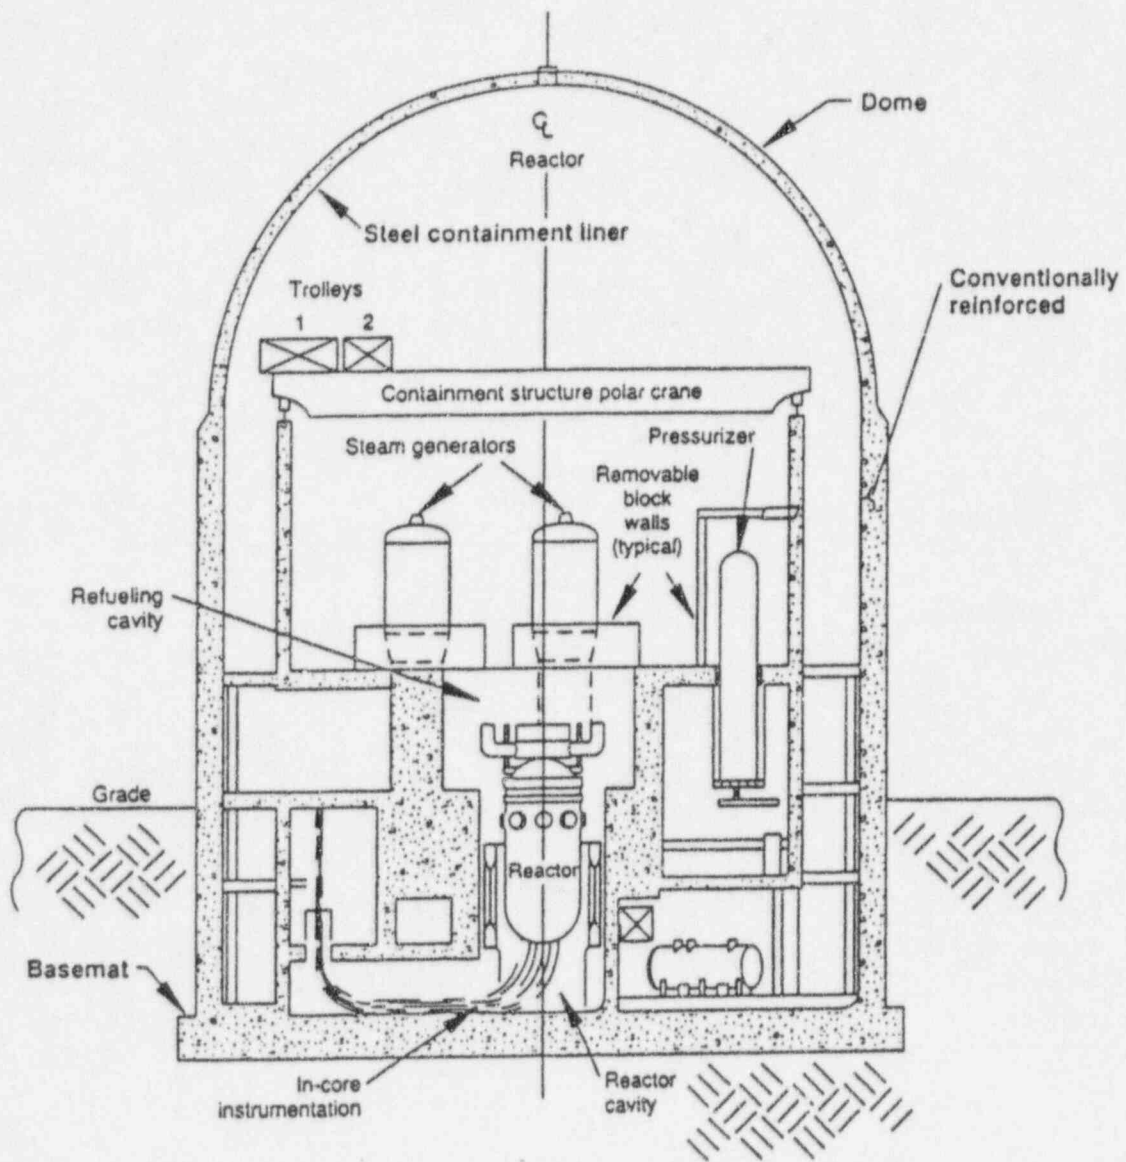 Dome
℄
Reactor
Steel containment liner
Conventionally
reinforced
Trolleys
1 2
Containment structure polar crane
Steam generators
Pressurizer
Removable
block
walls
(typical)
Refueling
cavity
Grade
Reactor
Basemat
In-core
instrumentation
Reactor
cavity